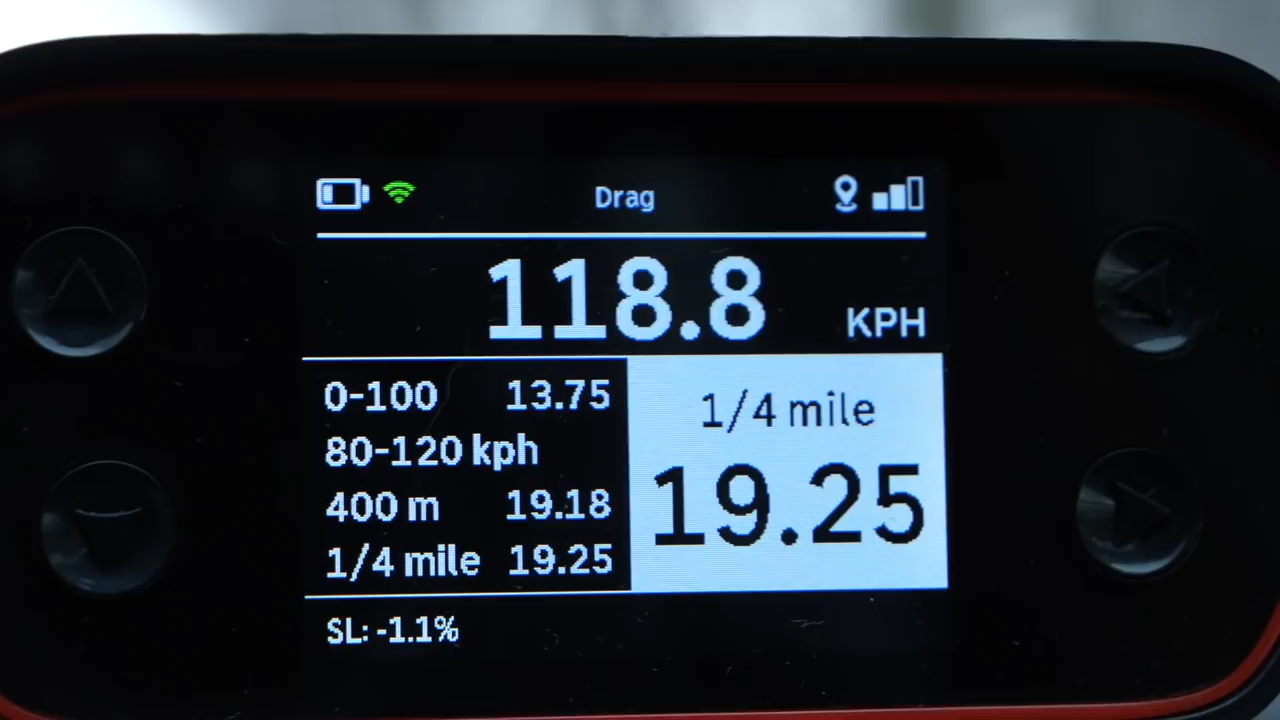 Drag
118.8 KPH
0-100 13.75
80-120 kph
400 m 19.18
1/4 mile 19.25
1/4 mile
19.25
SL: -1.1%